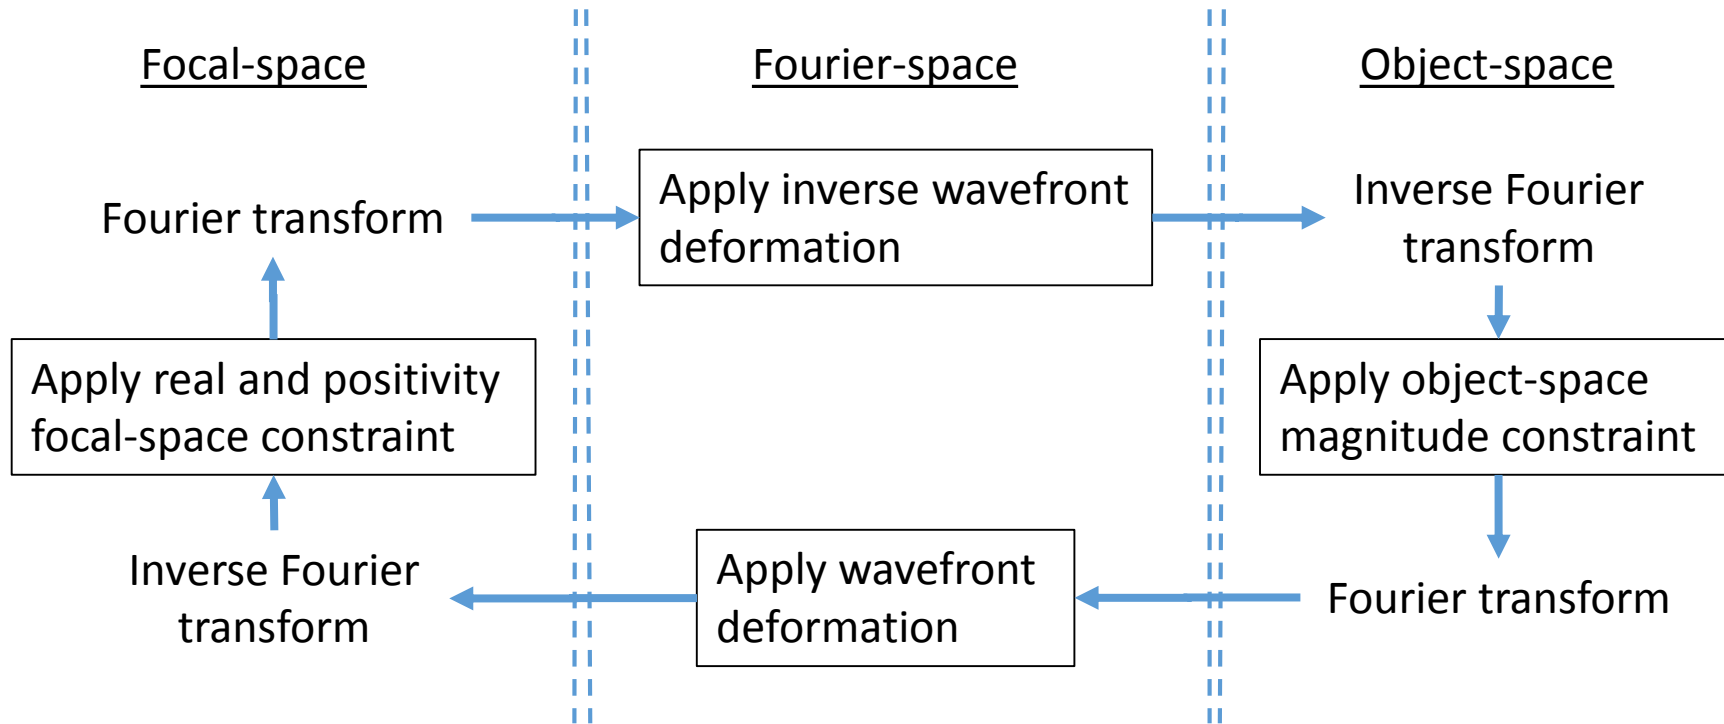 Focal-space
Fourier-space
Object-space
Fourier transform
Apply inverse wavefront
deformation
Inverse Fourier
transform
Apply real and positivity
focal-space constraint
Apply object-space
magnitude constraint
Inverse Fourier
transform
Apply wavefront
deformation
Fourier transform